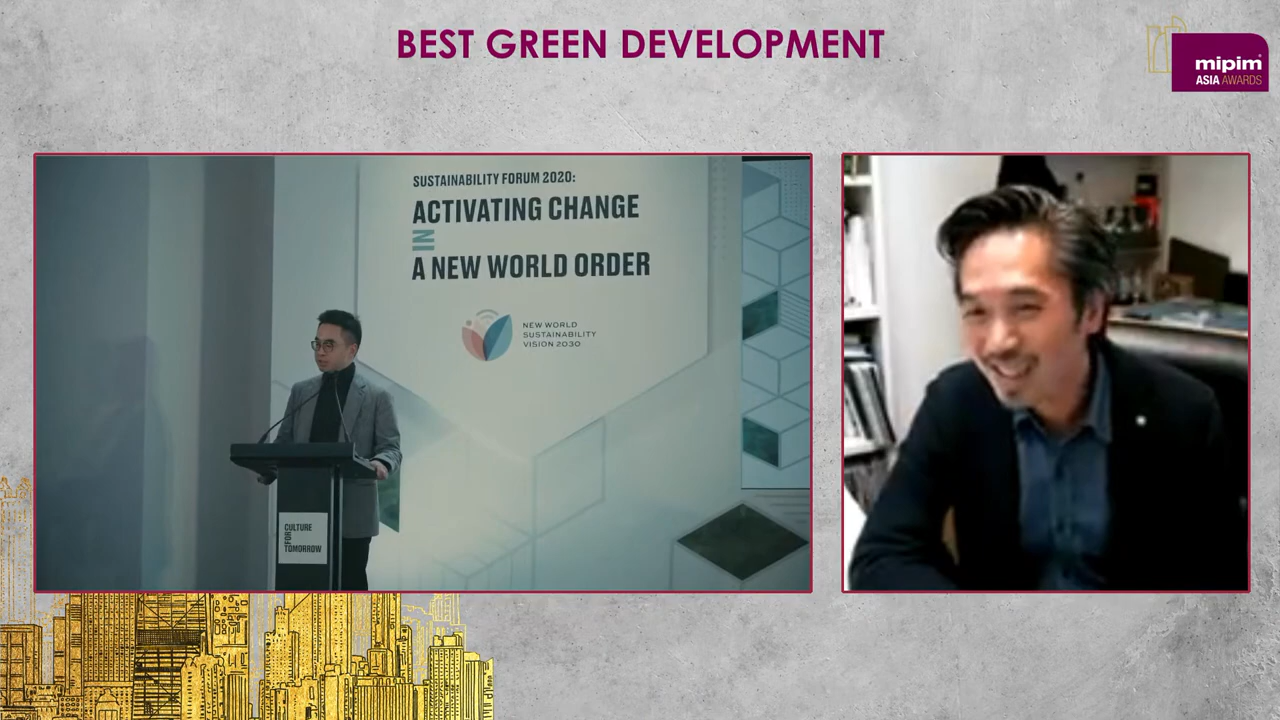 BEST GREEN DEVELOPMENT
mipim
ASIA AWARDS
SUSTAINABILITY FORUM 2020:
ACTIVATING CHANGE
IN
A NEW WORLD ORDER
NEW WORLD
SUSTAINABILITY
VISION 2030
CULTURE
FOR
TOMORROW